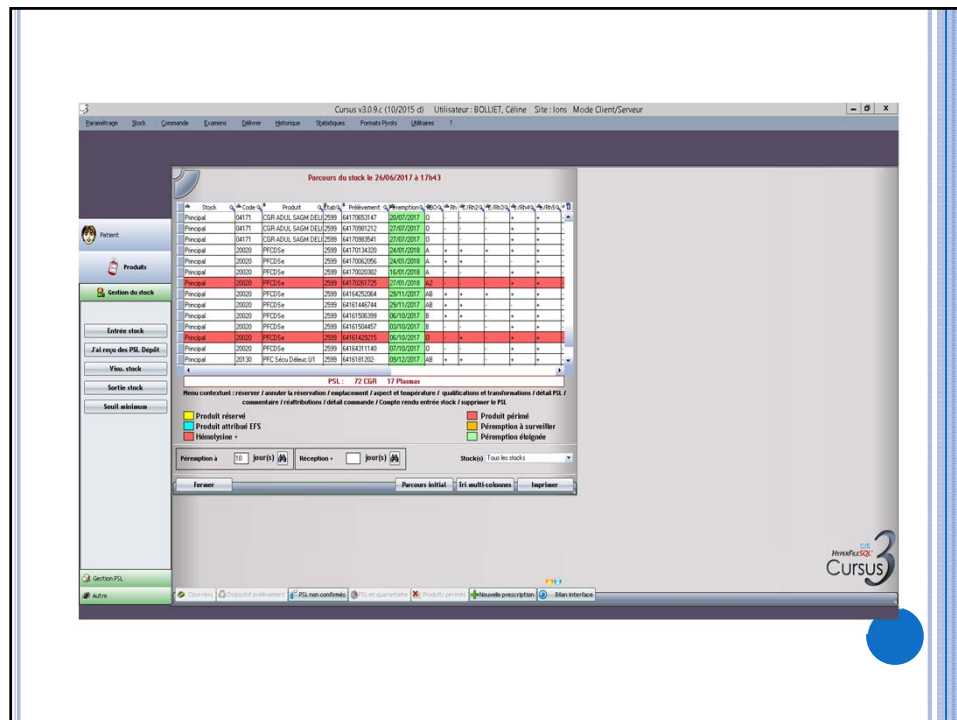 Cursus v3.0.9.c (10/2015 d) Utilisateur : BOLLIET, Céline Site : lons Mode Client/Serveur
Paramétrage Stock Commande Examens Délivrer Historique Statistiques Formats Pivots Utilitaires ?
Parcours du stock le 26/06/2017 à 17h43
Stock Code Produit Etab Prélèvement Péremption ABO Rh /Rh2 /Rh3 /Rh4 /Rh5
Principal 04171 CGR ADUL SAGM DELI 2599 64170853147 20/07/2017 O - - - + + -
Principal 04171 CGR ADUL SAGM DELI 2599 64170981212 27/07/2017 O - - - + + -
Principal 04171 CGR ADUL SAGM DELI 2599 64170983541 27/07/2017 O - - - + + -
Principal 20020 PFCDSe 2599 64170134320 24/01/2018 A - - - + + -
Principal 20020 PFCDSe 2599 64170062056 24/01/2018 A + + - - + -
Principal 20020 PFCDSe 2599 64170020382 16/01/2018 A - - - + + -
Principal 20020 PFCDSe 2599 64170261725 27/01/2018 A2 - - - + + -
Principal 20020 PFCDSe 2599 64164252064 29/11/2017 AB + + + + + -
Principal 20020 PFCDSe 2599 64161446744 29/11/2017 AB + + - - + -
Principal 20020 PFCDSe 2599 64161506399 06/10/2017 B + + - + + -
Principal 20020 PFCDSe 2599 64161504457 03/10/2017 B - - - + + -
Principal 20020 PFCDSe 2599 64161429215 06/10/2017 O - + - + + -
Principal 20020 PFCDSe 2599 64164311140 07/10/2017 O - - - + + -
Principal 20130 PFC Sécu Déleuc U1 2599 6416181202- 09/12/2017 AB + + - + + -
PSL : 72 CGR 17 Plasmas
Menu contextuel : réserver / annuler la réservation / emplacement / aspect et température / qualifications et transformations / détail PSL /
commentaire / réattributions / détail commande / Compte rendu entrée stock / supprimer le PSL
Produit réservé Produit périmé
Produit attribué EFS Péremption à surveiller
Hémolysine + Péremption éloignée
Péremption à 10 jour(s) Réception - jour(s) Stock(s) Tous les stocks
Fermer Parcours initial Tri multi-colonnes Imprimer
Patient
Produits
Gestion du stock
Entrée stock
J'ai reçu des PSL Dépôt
Visu. stock
Sortie stock
Seuil minimum
Gestion PSL
Autre
Courriers Dispositif prélèvement PSL non confirmés PSL en quarantaine Produits périmés Nouvelle prescription Bilan interface
C/S
HyperFileSQL
Cursus 3